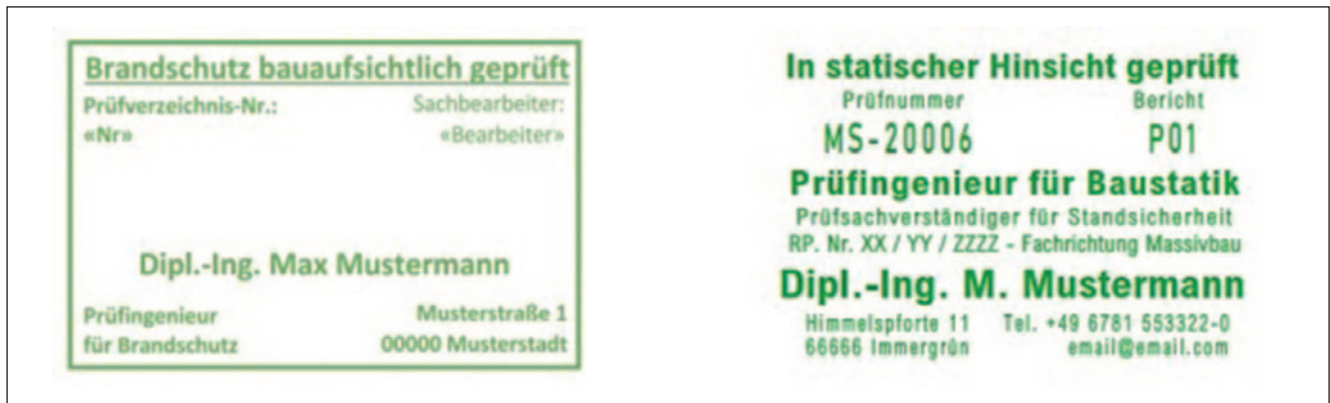 Brandschutz bauaufsichtlich geprüft
Prüfverzeichnis-Nr.: Sachbearbeiter:
«Nr» «Bearbeiter»
Dipl.-Ing. Max Mustermann
Prüfingenieur Musterstraße 1
für Brandschutz 00000 Musterstadt
In statischer Hinsicht geprüft
Prüfnummer Bericht
MS-20006 P01
Prüfingenieur für Baustatik
Prüfsachverständiger für Standsicherheit
RP. Nr. XX / YY / ZZZZ - Fachrichtung Massivbau
Dipl.-Ing. M. Mustermann
Himmelspforte 11 Tel. +49 6781 553322-0
66666 Immergrün email@email.com